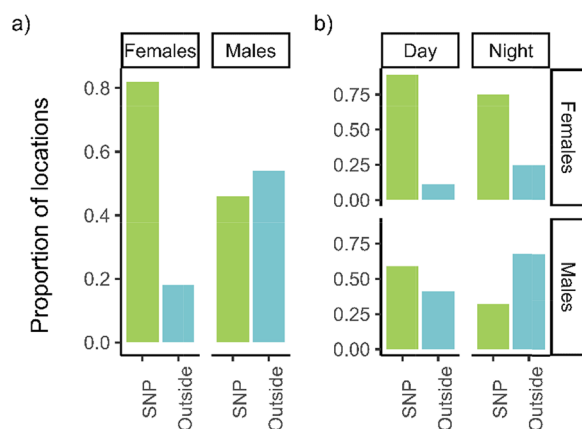 a)
Females Males
0.8
0.6
0.4
0.2
0.0
SNP Outside SNP Outside
Proportion of locations
b)
Day Night
0.75
0.50
0.25
0.00
Females
0.75
0.50
0.25
0.00
Males
SNP Outside SNP Outside